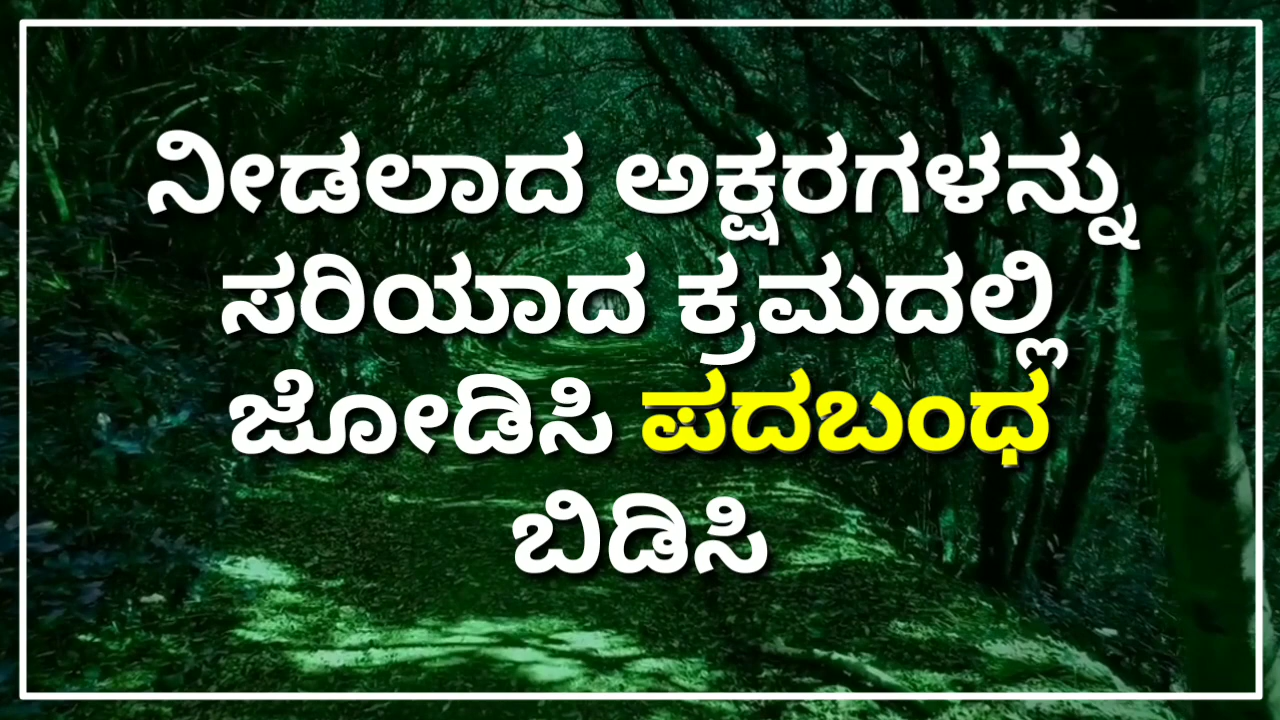 ನೀಡಲಾದ ಅಕ್ಷರಗಳನ್ನು
ಸರಿಯಾದ ಕ್ರಮದಲ್ಲಿ
ಜೋಡಿಸಿ ಪದಬಂಧ
ಬಿಡಿಸಿ